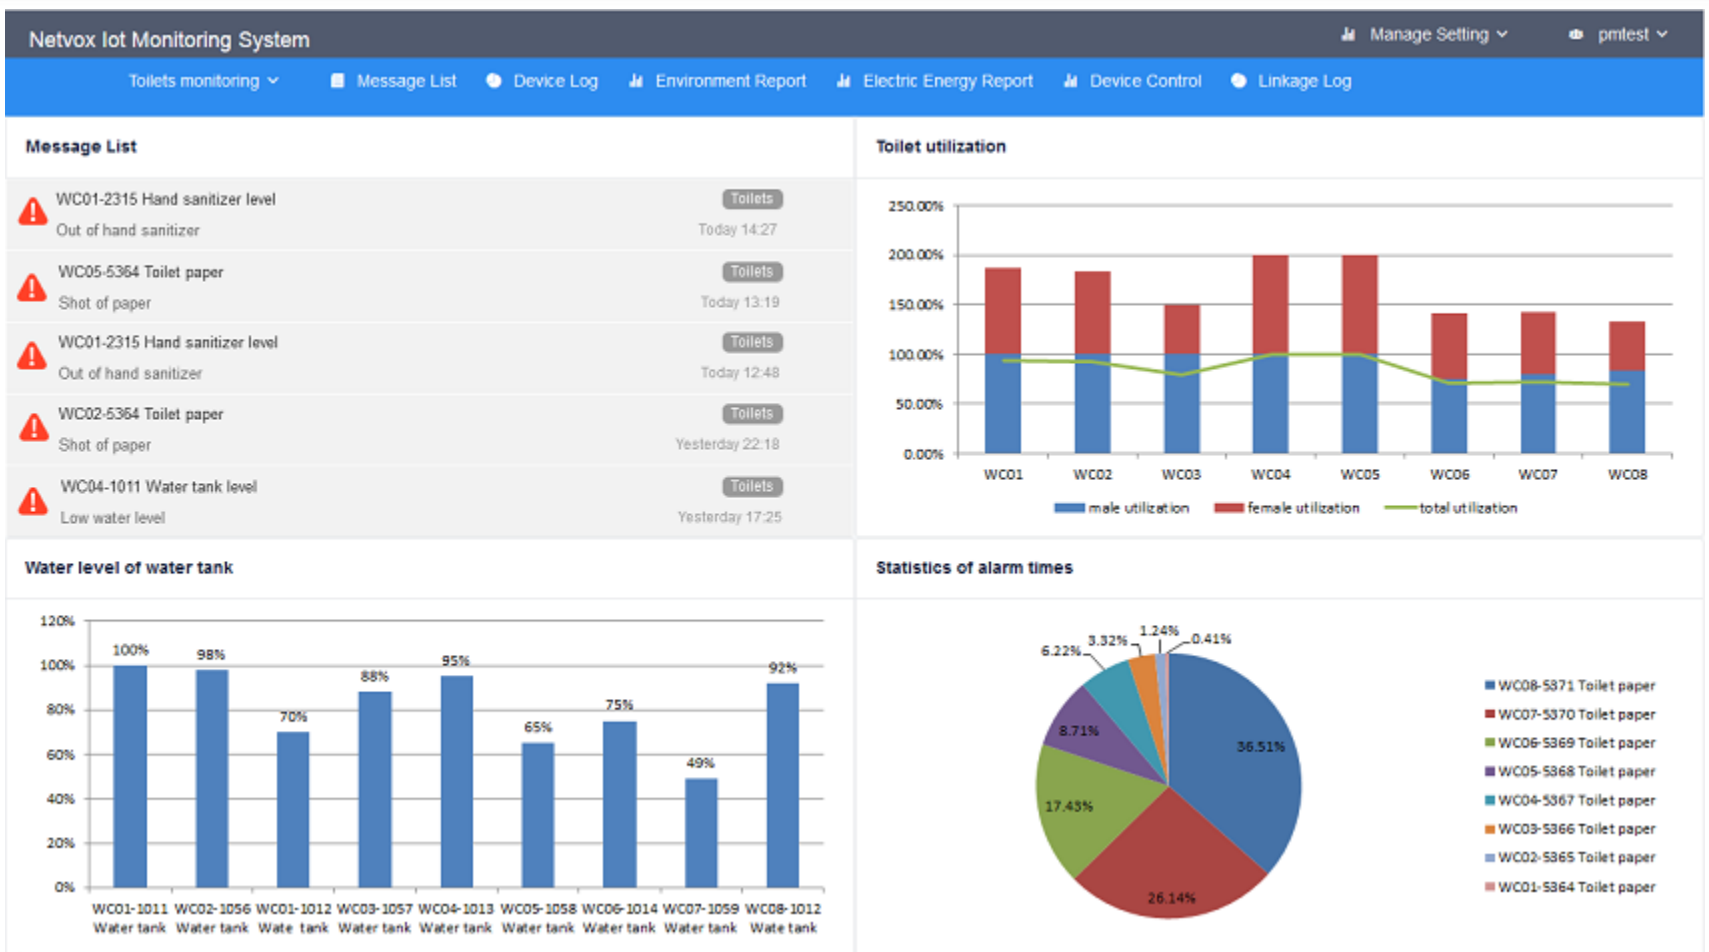 Netvox Iot Monitoring System
Manage Setting
pmtest
Toilets monitoring
Message List
Device Log
Environment Report
Electric Energy Report
Device Control
Linkage Log
Message List
WC01-2315 Hand sanitizer level
Toilets
Out of hand sanitizer
Today 14:27
WC05-5364 Toilet paper
Toilets
Shot of paper
Today 13:19
WC01-2315 Hand sanitizer level
Toilets
Out of hand sanitizer
Today 12:48
WC02-5364 Toilet paper
Toilets
Shot of paper
Yesterday 22:18
WC04-1011 Water tank level
Toilets
Low water level
Yesterday 17:25
Toilet utilization
250.00%
200.00%
150.00%
100.00%
50.00%
0.00%
WC01 WC02 WC03 WC04 WC05 WC06 WC07 WC08
male utilization female utilization total utilization
Water level of water tank
120%
100%
80%
60%
40%
20%
0%
100% 98% 70% 88% 95% 65% 75% 49% 92%
WC01-1011 WC02-1056 WC01-1012 WC03-1057 WC04-1013 WC05-1058 WC06-1014 WC07-1059 WC08-1012
Water tank Water tank Wate tank Water tank Water tank Water tank Water tank Water tank Wate tank
Statistics of alarm times
36.51%
26.14%
17.43%
8.71%
6.22%
3.32%
1.24%
0.41%
WC08-5371 Toilet paper
WC07-5370 Toilet paper
WC06-5369 Toilet paper
WC05-5368 Toilet paper
WC04-5367 Toilet paper
WC03-5366 Toilet paper
WC02-5365 Toilet paper
WC01-5364 Toilet paper